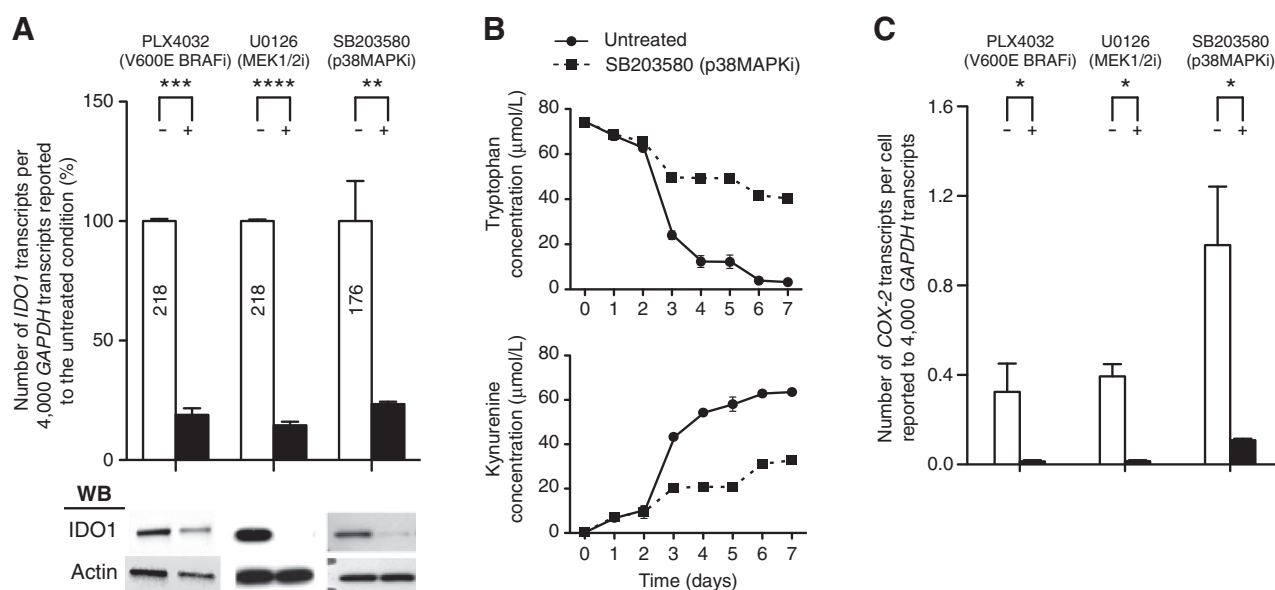 A
PLX4032
(V600E BRAFi)
U0126
(MEK1/2i)
SB203580
(p38MAPKi)
***
****
**
– + – + – +
Number of IDO1 transcripts per
4,000 GAPDH transcripts reported
to the untreated condition (%)
150
100
50
0
218
218
176
WB
IDO1
Actin
B
Untreated
SB203580 (p38MAPKi)
Tryptophan
concentration (µmol/L)
80
60
40
20
0
0 1 2 3 4 5 6 7
Kynurenine
concentration (µmol/L)
80
60
40
20
0
0 1 2 3 4 5 6 7
Time (days)
C
PLX4032
(V600E BRAFi)
U0126
(MEK1/2i)
SB203580
(p38MAPKi)
*
*
*
– + – + – +
Number of COX-2 transcripts per cell
reported to 4,000 GAPDH transcripts
1.6
1.2
0.8
0.4
0.0